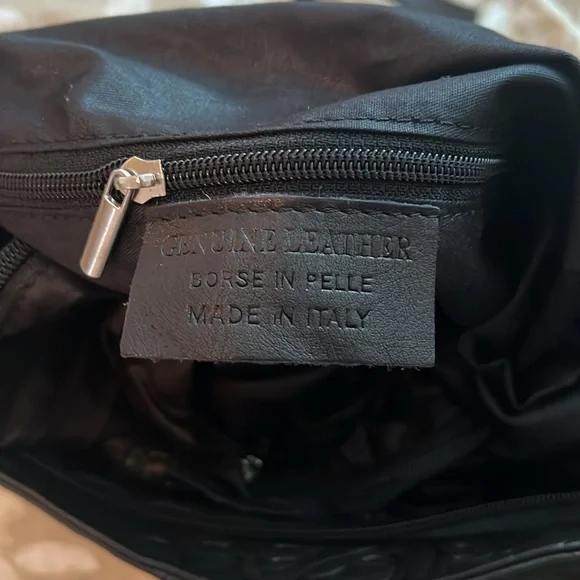 GENUINE LEATHER
BORSE IN PELLE
MADE IN ITALY